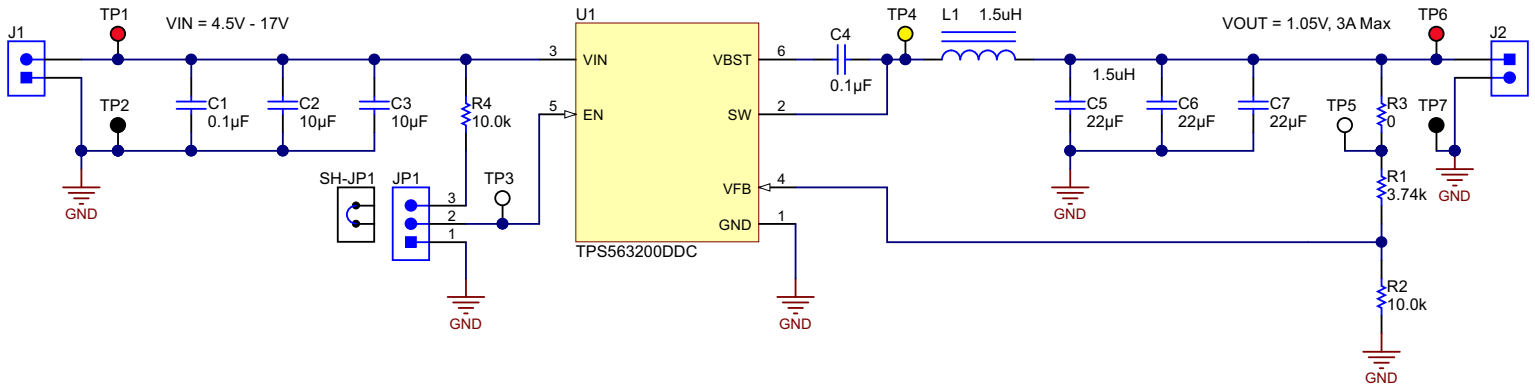 J1
TP1
VIN = 4.5V - 17V
TP2
C1
0.1µF
C2
10µF
C3
10µF
R4
10.0k
GND
SH-JP1
JP1
3
2
1
TP3
GND
U1
3
VIN
5
EN
VBST
6
SW
2
VFB
4
GND
1
TPS563200DDC
GND
C4
0.1µF
TP4
L1
1.5uH
1.5uH
C5
22µF
C6
22µF
C7
22µF
GND
VOUT = 1.05V, 3A Max
TP6
J2
TP5
R3
0
TP7
R1
3.74k
GND
R2
10.0k
GND